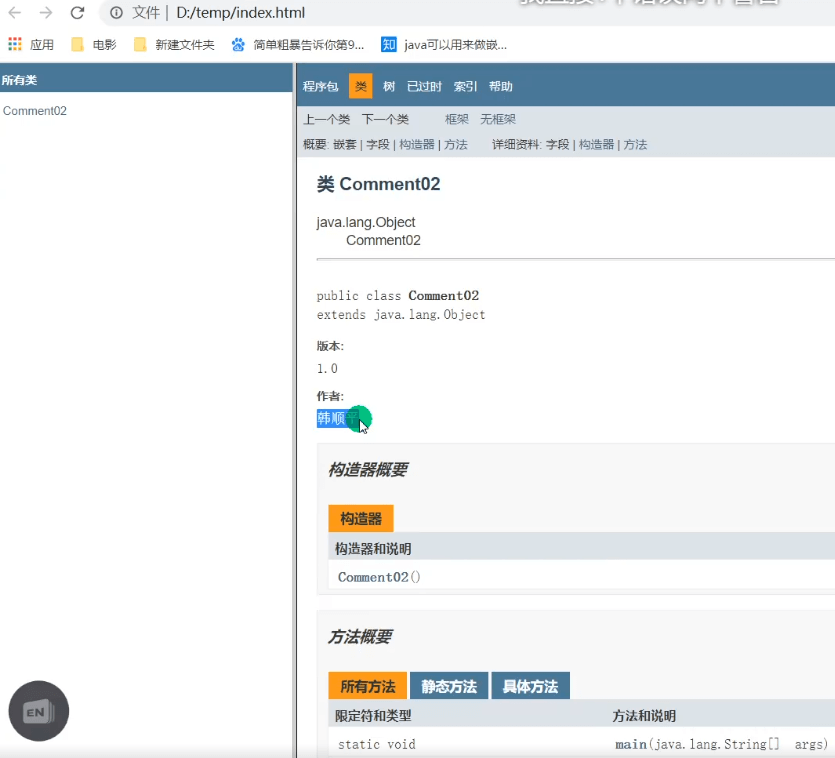 文件 | D:/temp/index.html
应用 电影 新建文件夹 简单粗暴告诉你第9... 知 java可以用来做嵌...
所有类
Comment02
程序包 类 树 已过时 索引 帮助
上一个类 下一个类 框架 无框架
概要: 嵌套 | 字段 | 构造器 | 方法 详细资料: 字段 | 构造器 | 方法
类 Comment02
java.lang.Object
Comment02
public class Comment02
extends java.lang.Object
版本:
1.0
作者:
韩顺
构造器概要
构造器
构造器和说明
Comment02()
方法概要
所有方法 静态方法 具体方法
限定符和类型 方法和说明
static void main(java.lang.String[] args)
EN